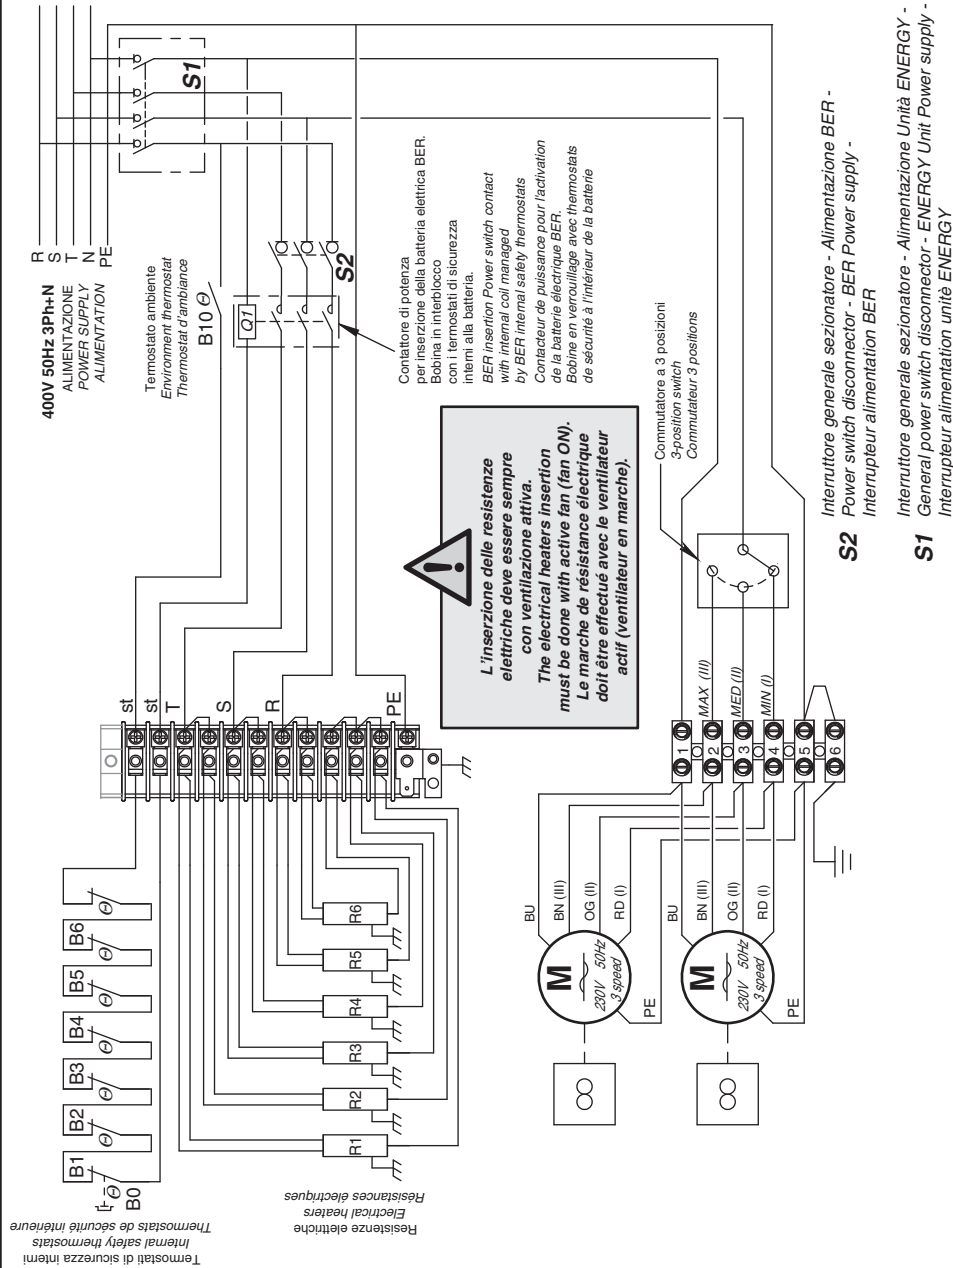 R
S
T
N
PE
400V 50Hz 3Ph+N
ALIMENTAZIONE
POWER SUPPLY
ALIMENTATION
S1
Termostato ambiente
Environment thermostat
Thermostat d'ambiance
B10 Θ
Q1
S2
Contattore di potenza
per inserzione della batteria elettrica BER.
Bobina in interblocco
con i termostati di sicurezza
interni alla batteria.
BER insertion Power switch contact
with internal coil managed
by BER internal safety thermostats
Contacteur de puissance pour l'activation
de la batterie électrique BER.
Bobine en verrouillage avec thermostats
de sécurité à l'intérieur de la batterie
L'inserzione delle resistenze
elettriche deve essere sempre
con ventilazione attiva.
The electrical heaters insertion
must be done with active fan (fan ON).
Le marche de résistance électrique
doit être effectué avec le ventilateur
actif (ventilateur en marche).
Commutatore a 3 posizioni
3-position switch
Commutateur 3 positions
st
st
T
S
R
PE
Termostati di sicurezza interni
Internal safety thermostats
Thermostats de sécurité intérieure
B0
B1
B2
B3
B4
B5
B6
Θ
Θ
Θ
Θ
Θ
Θ
Θ
Resistenze elettriche
Electrical heaters
Résistances électriques
R1
R2
R3
R4
R5
R6
MAX (III)
MED (II)
MIN (I)
1
2
3
4
5
6
BU
BN (III)
OG (II)
RD (I)
M
230V 50Hz
3 speed
PE
BU
BN (III)
OG (II)
RD (I)
M
230V 50Hz
3 speed
PE
S2
Interruttore generale sezionatore - Alimentazione BER -
Power switch disconnector - BER Power supply -
Interrupteur alimentation BER
S1
Interruttore generale sezionatore - Alimentazione Unità ENERGY -
General power switch disconnector - ENERGY Unit Power supply -
Interrupteur alimentation unitè ENERGY